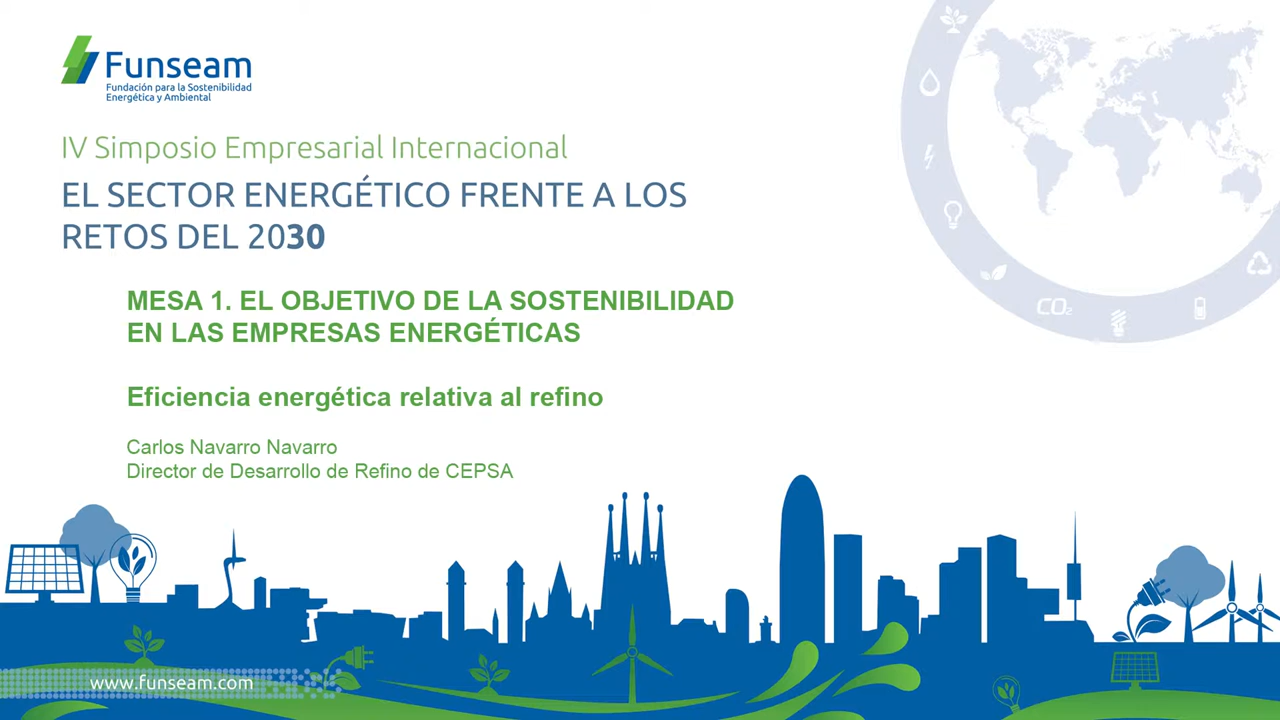 Funseam
Fundación para la Sostenibilidad
Energética y Ambiental
IV Simposio Empresarial Internacional
EL SECTOR ENERGÉTICO FRENTE A LOS
RETOS DEL 2030
MESA 1. EL OBJETIVO DE LA SOSTENIBILIDAD
EN LAS EMPRESAS ENERGÉTICAS
Eficiencia energética relativa al refino
Carlos Navarro Navarro
Director de Desarrollo de Refino de CEPSA
CO₂
www.funseam.com